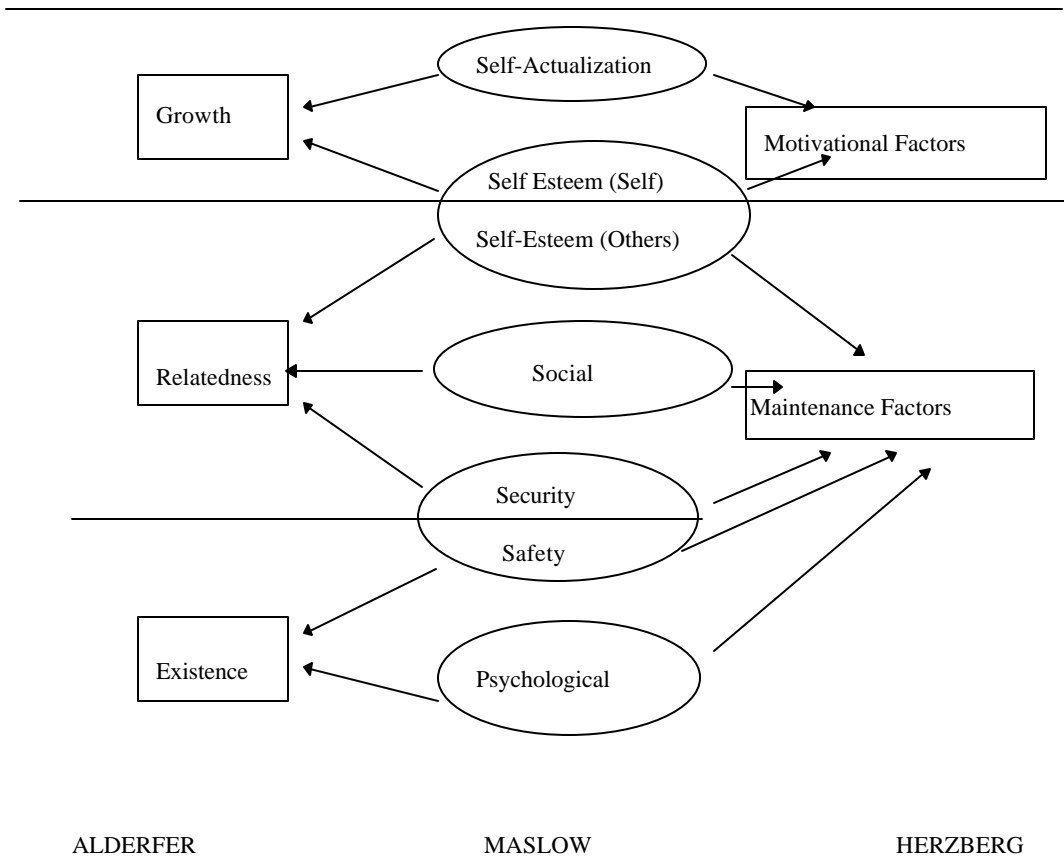 Self-Actualization
Growth
Motivational Factors
Self Esteem (Self)
Self-Esteem (Others)
Relatedness
Social
Maintenance Factors
Security
Safety
Existence
Psychological
ALDERFER
MASLOW
HERZBERG